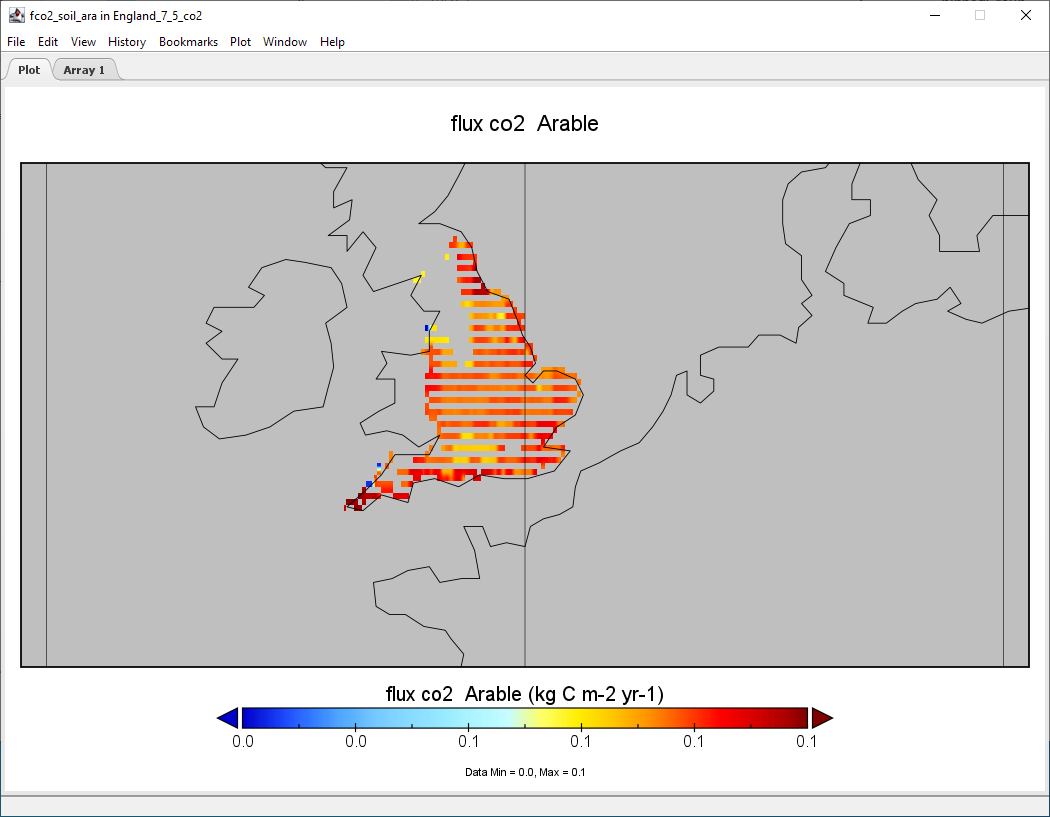 fco2_soil_ara in England_7_5_co2
File Edit View History Bookmarks Plot Window Help
Plot Array 1
flux co2  Arable
flux co2  Arable (kg C m-2 yr-1)
0.0 0.0 0.1 0.1 0.1 0.1
Data Min = 0.0, Max = 0.1